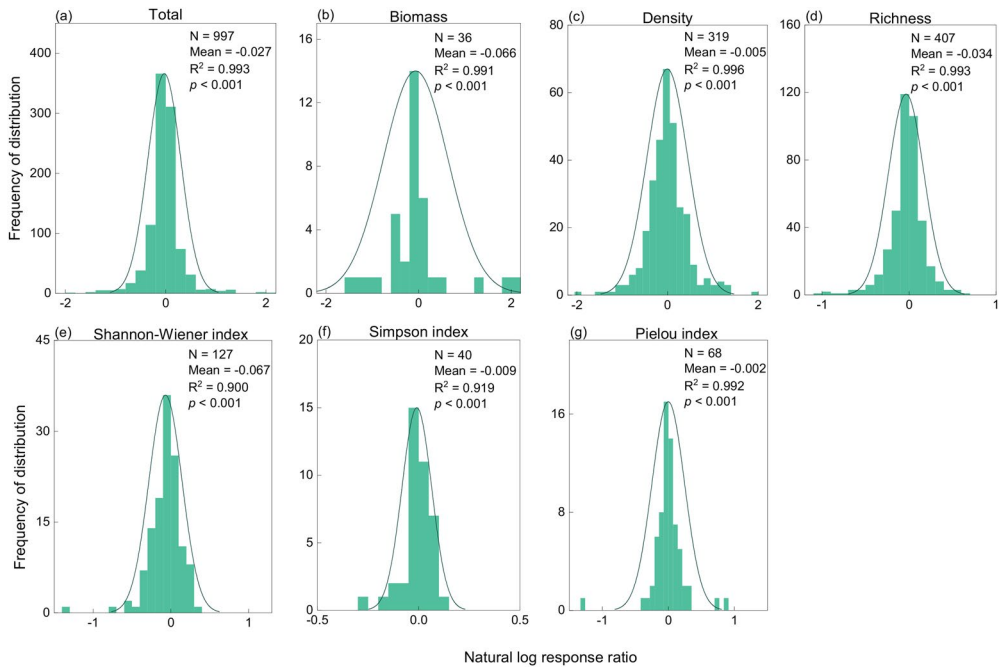 (a) Total
N = 997
Mean = -0.027
R² = 0.993
p < 0.001
400
300
200
100
0
-2 0 2
(b) Biomass
N = 36
Mean = -0.066
R² = 0.991
p < 0.001
16
12
8
4
0
-2 0 2
(c) Density
N = 319
Mean = -0.005
R² = 0.996
p < 0.001
80
60
40
20
0
-2 0 2
(d) Richness
N = 407
Mean = -0.034
R² = 0.993
p < 0.001
160
120
80
40
0
-1 0 1
Frequency of distribution
(e) Shannon-Wiener index
N = 127
Mean = -0.067
R² = 0.900
p < 0.001
45
30
15
0
-1 0 1
(f) Simpson index
N = 40
Mean = -0.009
R² = 0.919
p < 0.001
20
15
10
5
0
-0.5 0.0 0.5
(g) Pielou index
N = 68
Mean = -0.002
R² = 0.992
p < 0.001
16
8
0
-1 0 1
Frequency of distribution
Natural log response ratio